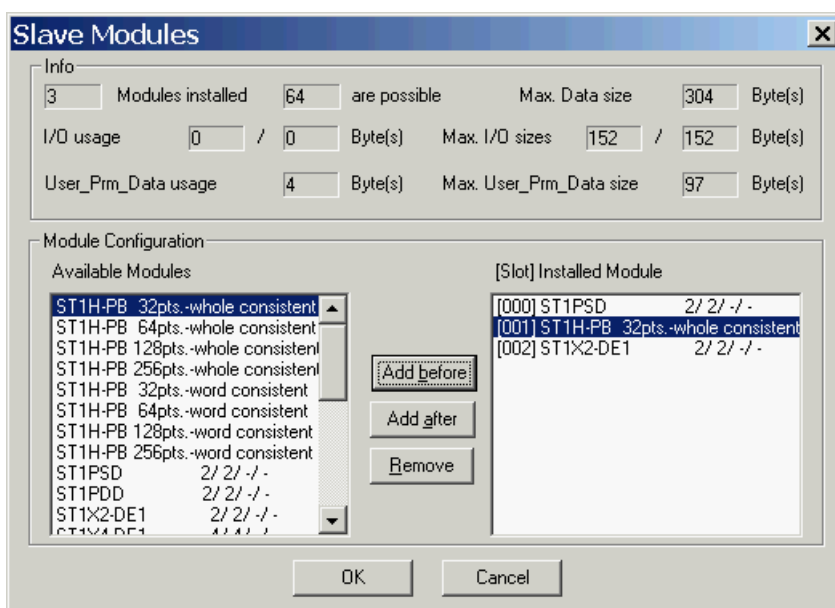 Slave Modules
Info
3 Modules installed 64 are possible Max. Data size 304 Byte(s)
I/O usage 0 / 0 Byte(s) Max. I/O sizes 152 / 152 Byte(s)
User_Prm_Data usage 4 Byte(s) Max. User_Prm_Data size 97 Byte(s)
Module Configuration
Available Modules
ST1H-PB 32pts.-whole consistent
ST1H-PB 64pts.-whole consistent
ST1H-PB 128pts.-whole consistent
ST1H-PB 256pts.-whole consistent
ST1H-PB 32pts.-word consistent
ST1H-PB 64pts.-word consistent
ST1H-PB 128pts.-word consistent
ST1H-PB 256pts.-word consistent
ST1PSD 2/ 2/ -/ -
ST1PDD 2/ 2/ -/ -
ST1X2-DE1 2/ 2/ -/ -
ST1X4-DE1 4/ 4/ -/ -
Add before
Add after
Remove
[Slot] Installed Module
[000] ST1PSD 2/ 2/ -/ -
[001] ST1H-PB 32pts.-whole consistent
[002] ST1X2-DE1 2/ 2/ -/ -
OK
Cancel